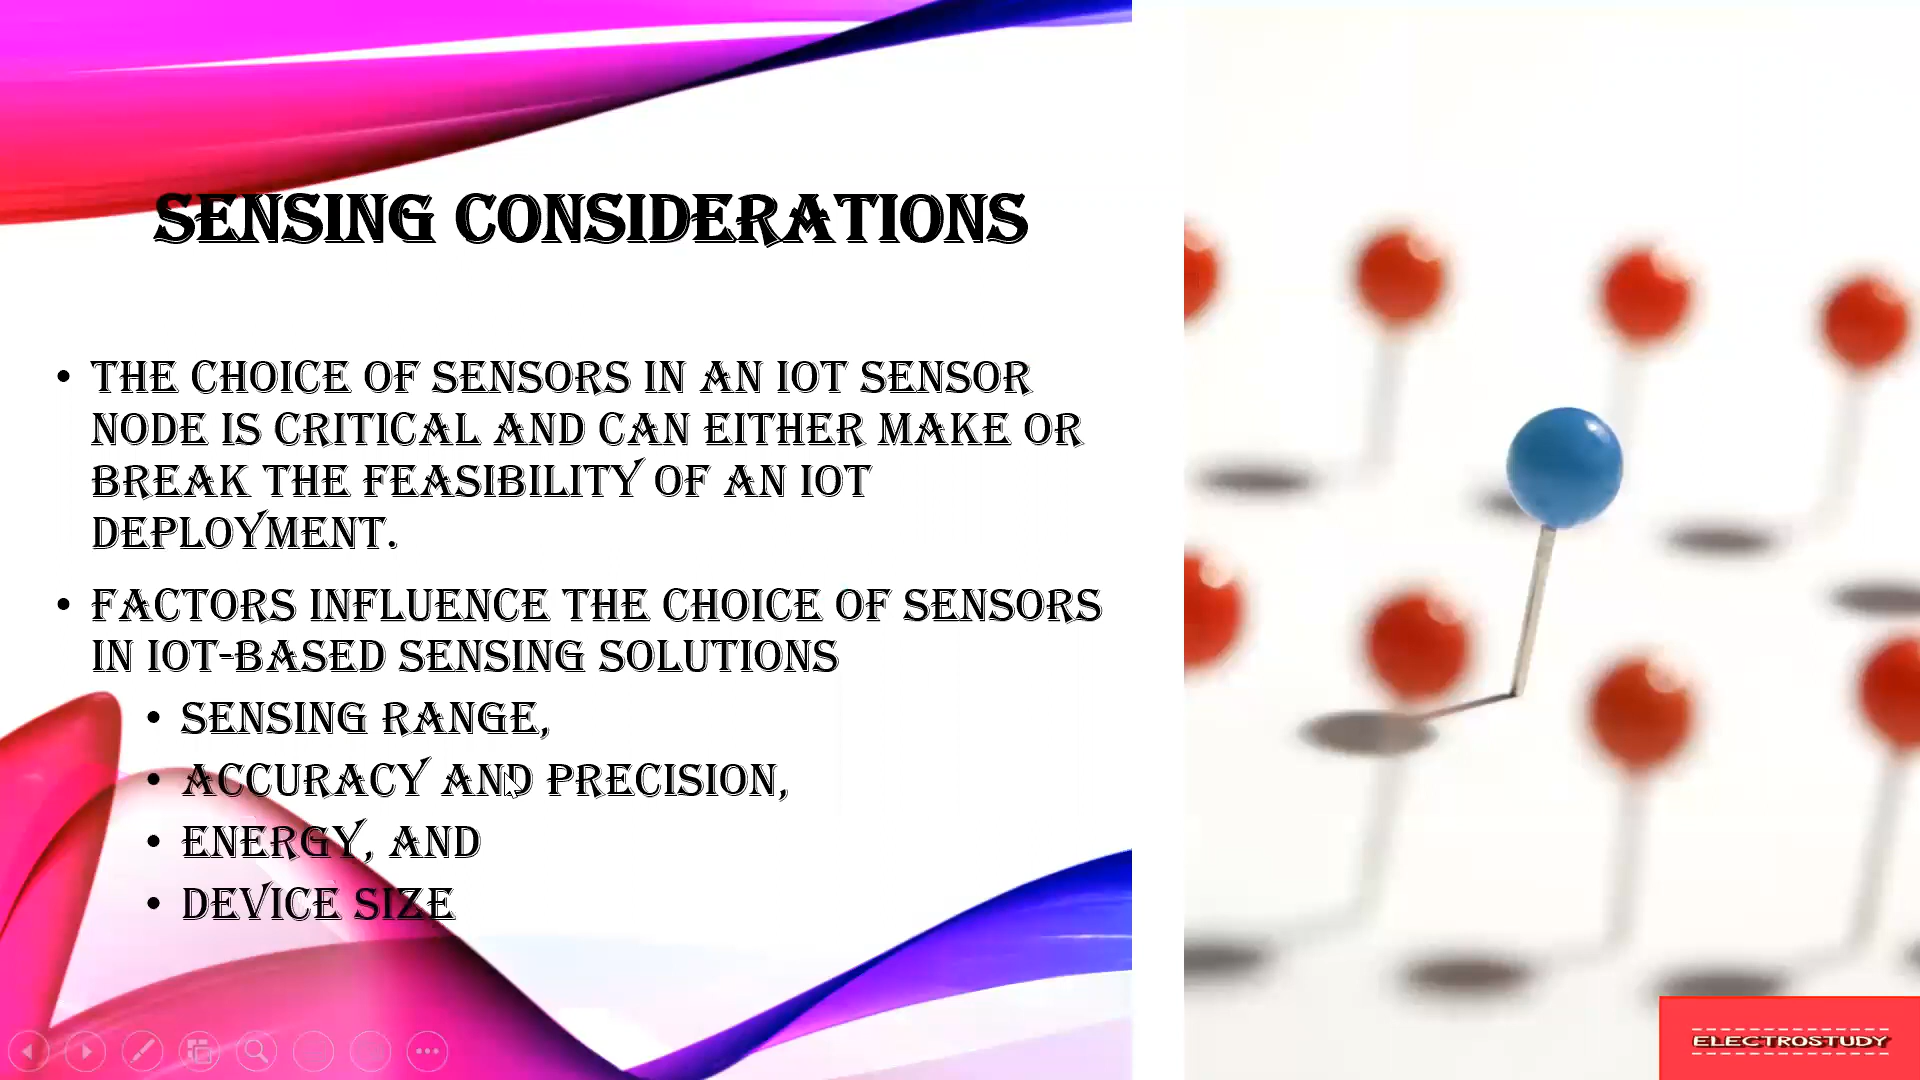 SENSING CONSIDERATIONS
• THE CHOICE OF SENSORS IN AN IOT SENSOR
NODE IS CRITICAL AND CAN EITHER MAKE OR
BREAK THE FEASIBILITY OF AN IOT
DEPLOYMENT.
• FACTORS INFLUENCE THE CHOICE OF SENSORS
IN IOT-BASED SENSING SOLUTIONS
• SENSING RANGE,
• ACCURACY AND PRECISION,
• ENERGY, AND
• DEVICE SIZE
ELECTROSTUDY